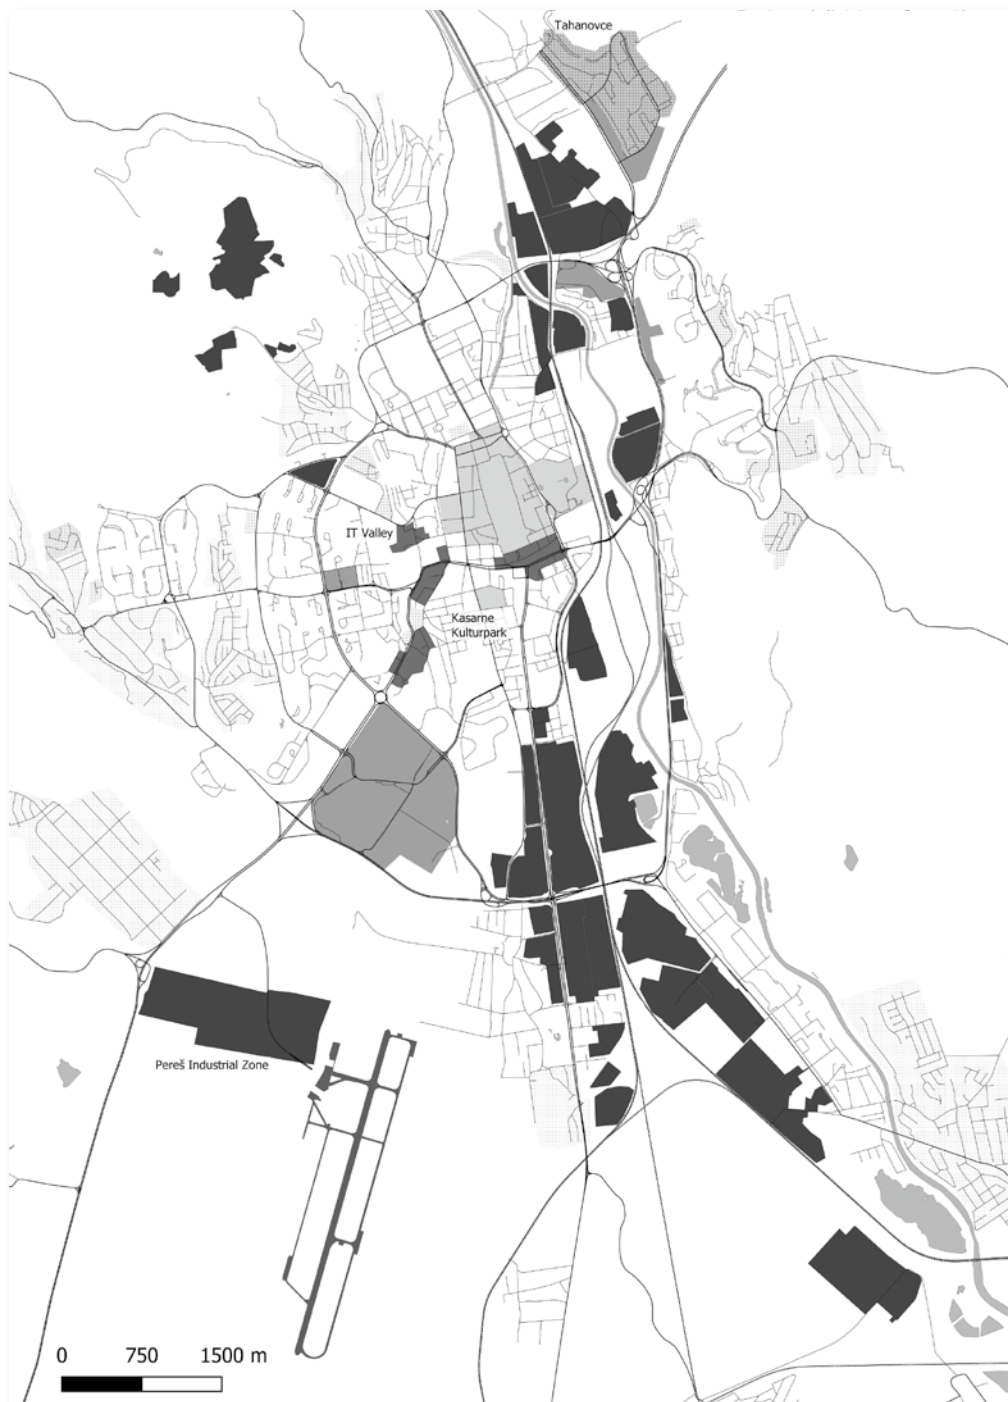 Tahanovce
IT Valley
Kasarne
Kulturpark
Pereš Industrial Zone
0 750 1500 m